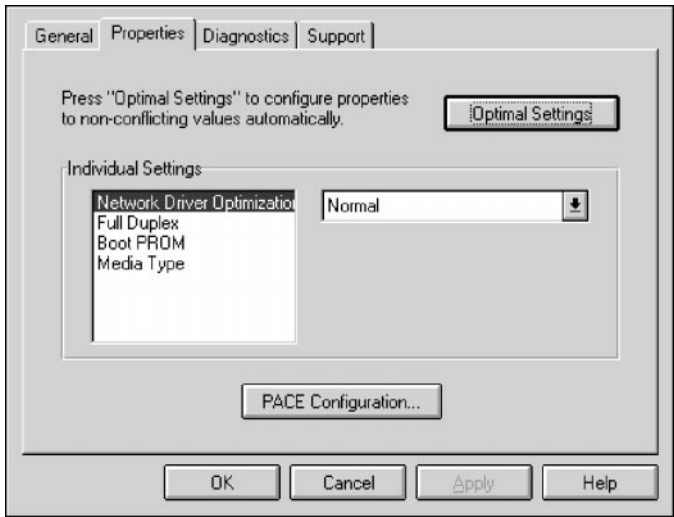 General Properties Diagnostics Support
Press "Optimal Settings" to configure properties
to non-conflicting values automatically.
Optimal Settings
Individual Settings
Network Driver Optimization
Full Duplex
Boot PROM
Media Type
Normal
PACE Configuration...
OK Cancel Apply Help